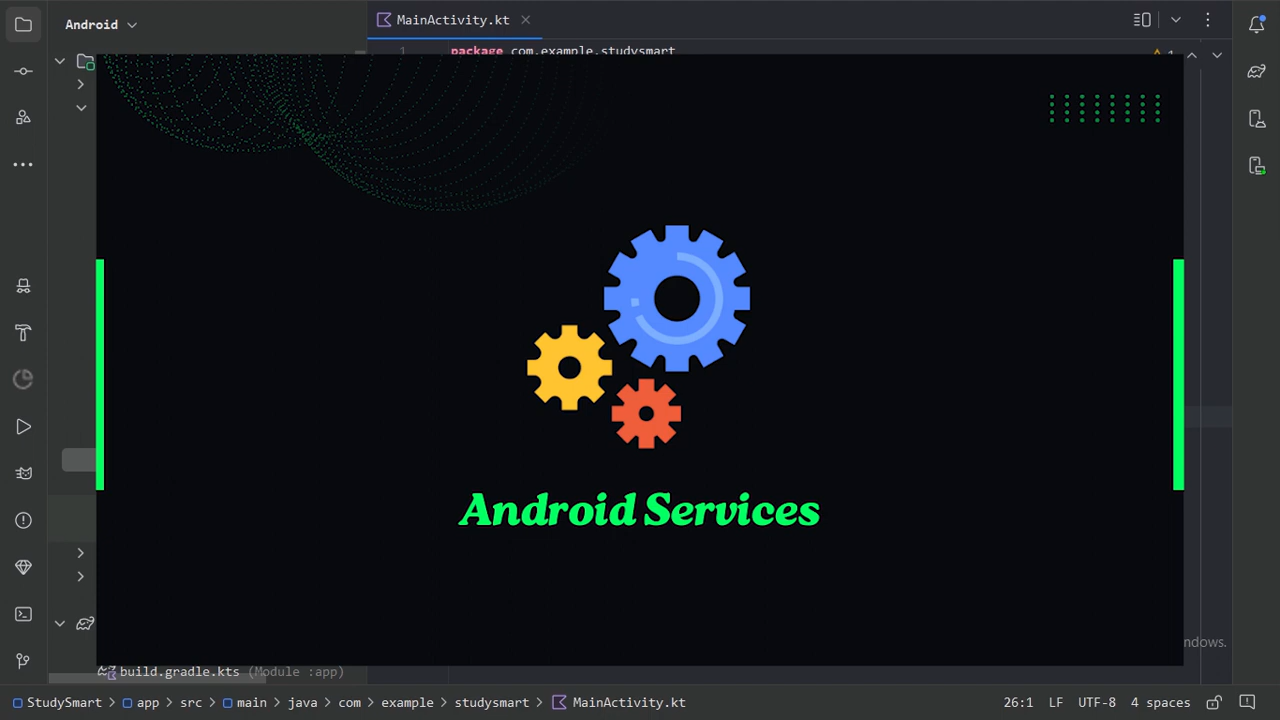 Android
MainActivity.kt
1 package com.example.studysmart
1
Android Services
ndows.
build.gradle.kts (Module :app)
StudySmart > app > src > main > java > com > example > studysmart > MainActivity.kt
26:1 LF UTF-8 4 spaces